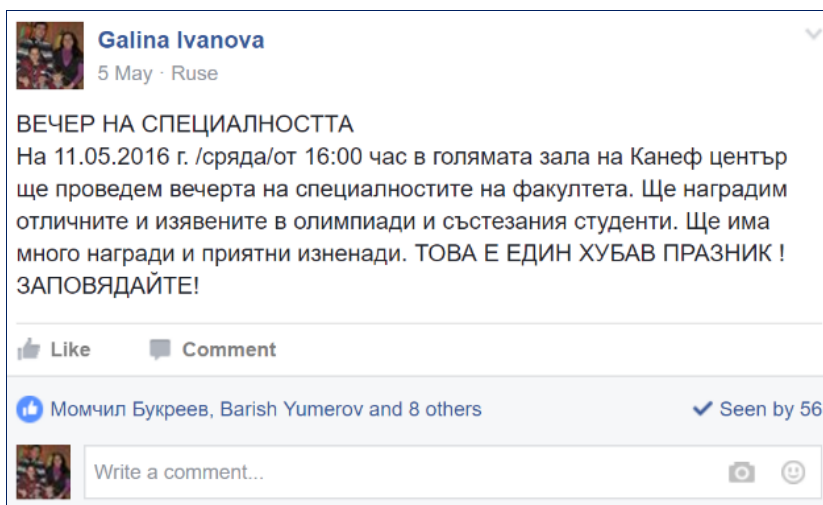 Galina Ivanova
5 May · Ruse
ВЕЧЕР НА СПЕЦИАЛНОСТТА
На 11.05.2016 г. /сряда/от 16:00 час в голямата зала на Канеф център
ще проведем вечерта на специалностите на факултета. Ще наградим
отличните и изявените в олимпиади и състезания студенти. Ще има
много награди и приятни изненади. ТОВА Е ЕДИН ХУБАВ ПРАЗНИК !
ЗАПОВЯДАЙТЕ!
Like Comment
Момчил Букреев, Barish Yumerov and 8 others Seen by 56
Write a comment...